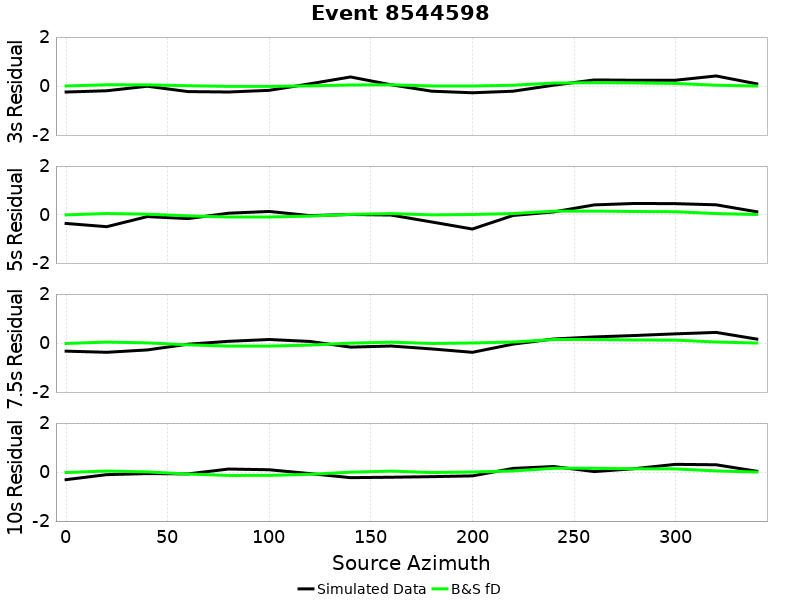 Event 8544598
3s Residual
2
0
-2
5s Residual
2
0
-2
7.5s Residual
2
0
-2
10s Residual
2
0
-2
0 50 100 150 200 250 300
Source Azimuth
Simulated Data B&S fD